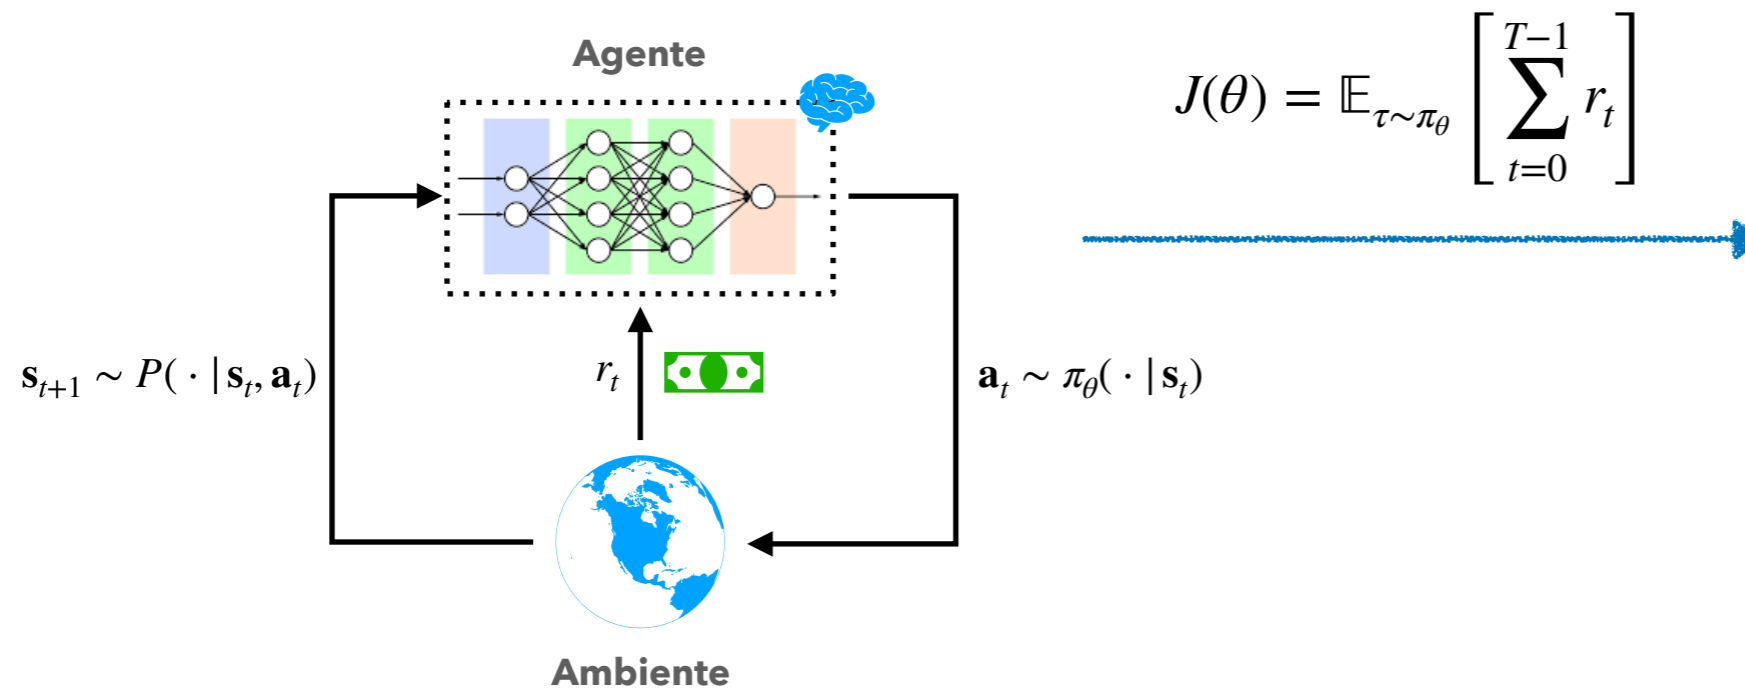 Agente
J(θ) = 𝔼_{τ∼π_θ} [ ∑_{t=0}^{T−1} r_t ]
s_{t+1} ∼ P( · | s_t, a_t)
r_t
a_t ∼ π_θ( · | s_t)
Ambiente